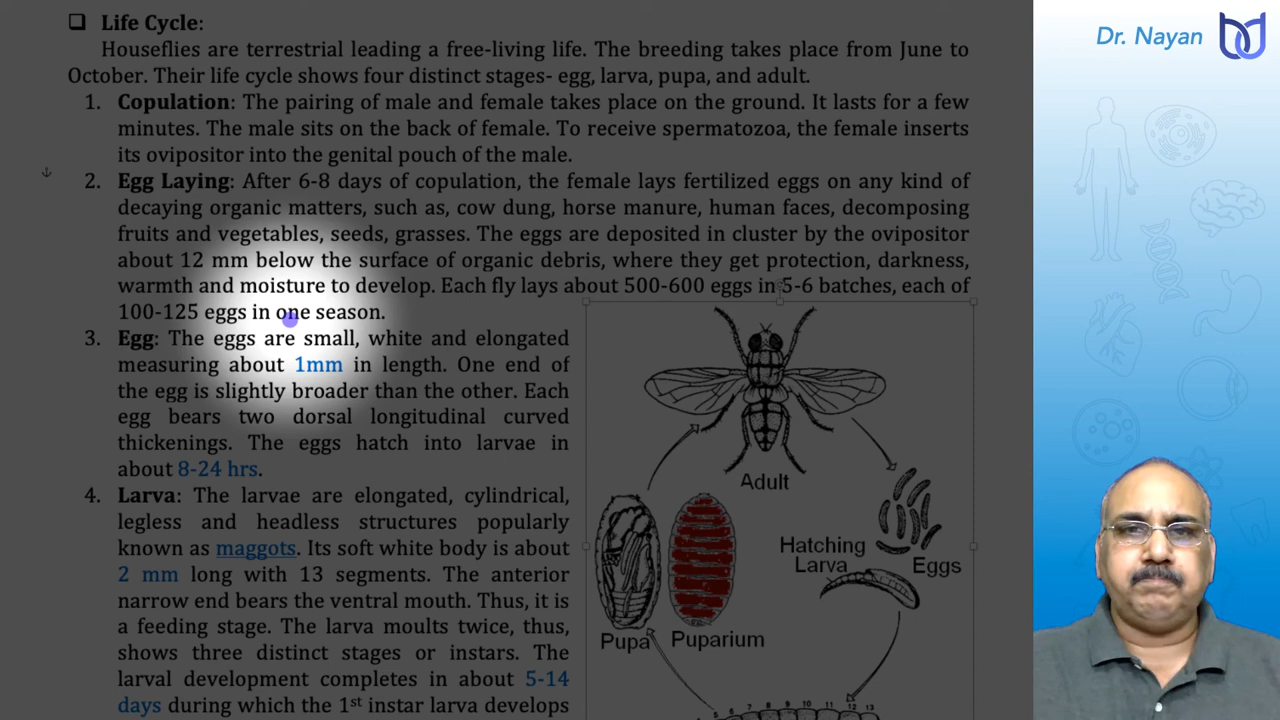 ❑ Life Cycle:
Houseflies are terrestrial leading a free-living life. The breeding takes place from June to
October. Their life cycle shows four distinct stages- egg, larva, pupa, and adult.
1. Copulation: The pairing of male and female takes place on the ground. It lasts for a few
minutes. The male sits on the back of female. To receive spermatozoa, the female inserts
its ovipositor into the genital pouch of the male.
2. Egg Laying: After 6-8 days of copulation, the female lays fertilized eggs on any kind of
decaying organic matters, such as, cow dung, horse manure, human faces, decomposing
fruits and vegetables, seeds, grasses. The eggs are deposited in cluster by the ovipositor
about 12 mm below the surface of organic debris, where they get protection, darkness,
warmth and moisture to develop. Each fly lays about 500-600 eggs in 5-6 batches, each of
100-125 eggs in one season.
3. Egg: The eggs are small, white and elongated
measuring about 1mm in length. One end of
the egg is slightly broader than the other. Each
egg bears two dorsal longitudinal curved
thickenings. The eggs hatch into larvae in
about 8-24 hrs.
4. Larva: The larvae are elongated, cylindrical,
legless and headless structures popularly
known as maggots. Its soft white body is about
2 mm long with 13 segments. The anterior
narrow end bears the ventral mouth. Thus, it is
a feeding stage. The larva moults twice, thus,
shows three distinct stages or instars. The
larval development completes in about 5-14
days during which the 1st instar larva develops
Adult
Hatching
Larva
Eggs
Pupa
Puparium
5 6 7 8 9 10 11 12 13
Dr. Nayan